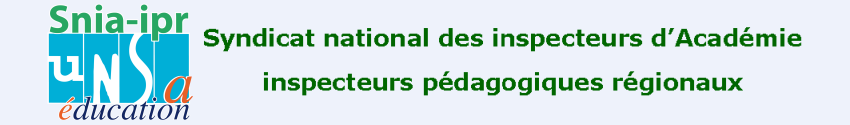 Snia-ipr
uNSa
éducation
Syndicat national des inspecteurs d’Académie
inspecteurs pédagogiques régionaux